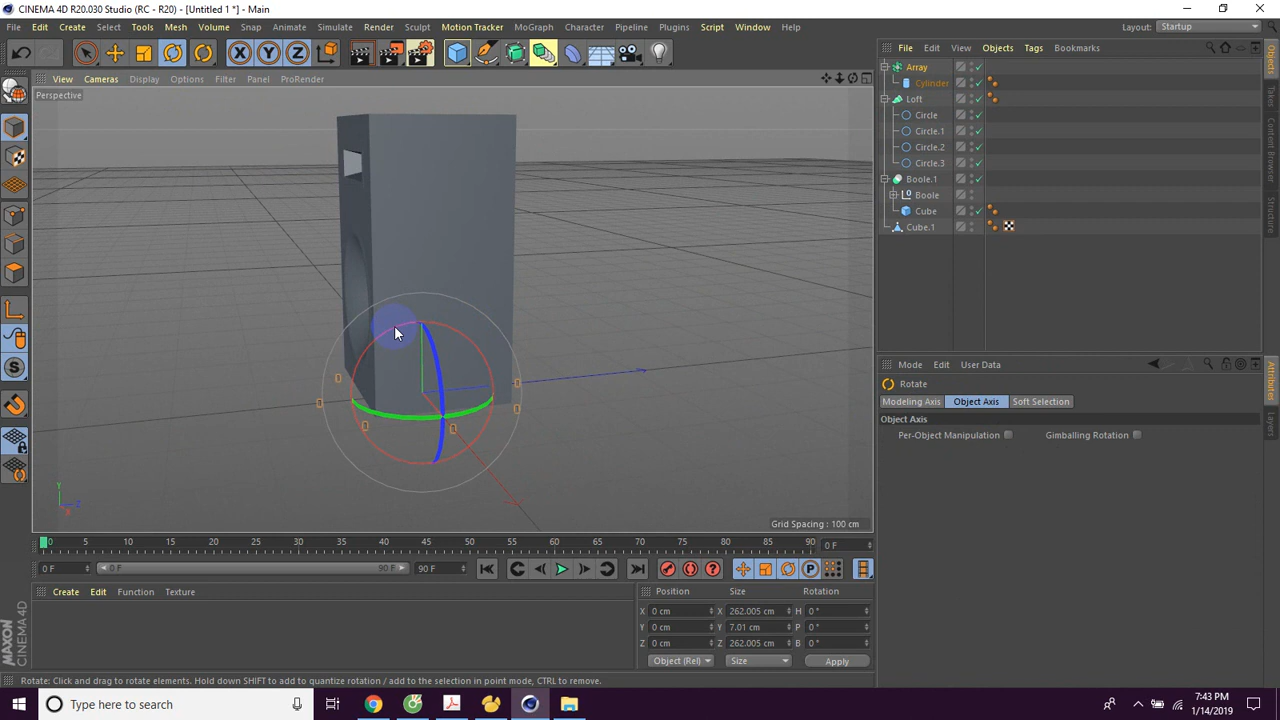 CINEMA 4D R20.030 Studio (RC - R20) - [Untitled 1 *] - Main
File Edit Create Select Tools Mesh Volume Snap Animate Simulate Render Motion Tracker MoGraph Character Pipeline Plugins Script Window Help
Layout: Startup
X Y Z
File Edit View Objects Tags Bookmarks
View Cameras Display Options Filter Panel ProRender
Perspective
Array
Cylinder
Loft
Circle
Circle.1
Circle.2
Circle.3
Boole.1
Boole
Cube
Cube.1
Objects
Takes
Content Browser
Structure
Mode Edit User Data
Rotate
Modeling Axis Object Axis Soft Selection
Object Axis
Per-Object Manipulation Gimballing Rotation
Attributes
Layers
Y
Z
X
Grid Spacing : 100 cm
0 5 10 15 20 25 30 35 40 45 50 55 60 65 70 75 80 85 90 0 F
0 F 0 F 90 F 90 F
Create Edit Function Texture
Position Size Rotation
X 0 cm X 262.005 cm H 0 °
Y 0 cm Y 7.01 cm P 0 °
Z 0 cm Z 262.005 cm B 0 °
Object (Rel) Size Apply
MAXON CINEMA 4D
Rotate: Click and drag to rotate elements. Hold down SHIFT to add to quantize rotation / add to the selection in point mode, CTRL to remove.
Type here to search
7:43 PM
1/14/2019